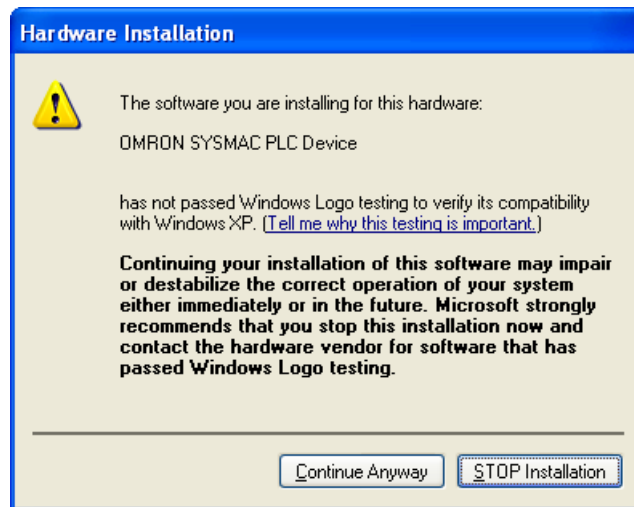 Hardware Installation
The software you are installing for this hardware:
OMRON SYSMAC PLC Device
has not passed Windows Logo testing to verify its compatibility
with Windows XP. (Tell me why this testing is important.)
Continuing your installation of this software may impair
or destabilize the correct operation of your system
either immediately or in the future. Microsoft strongly
recommends that you stop this installation now and
contact the hardware vendor for software that has
passed Windows Logo testing.
Continue Anyway
STOP Installation